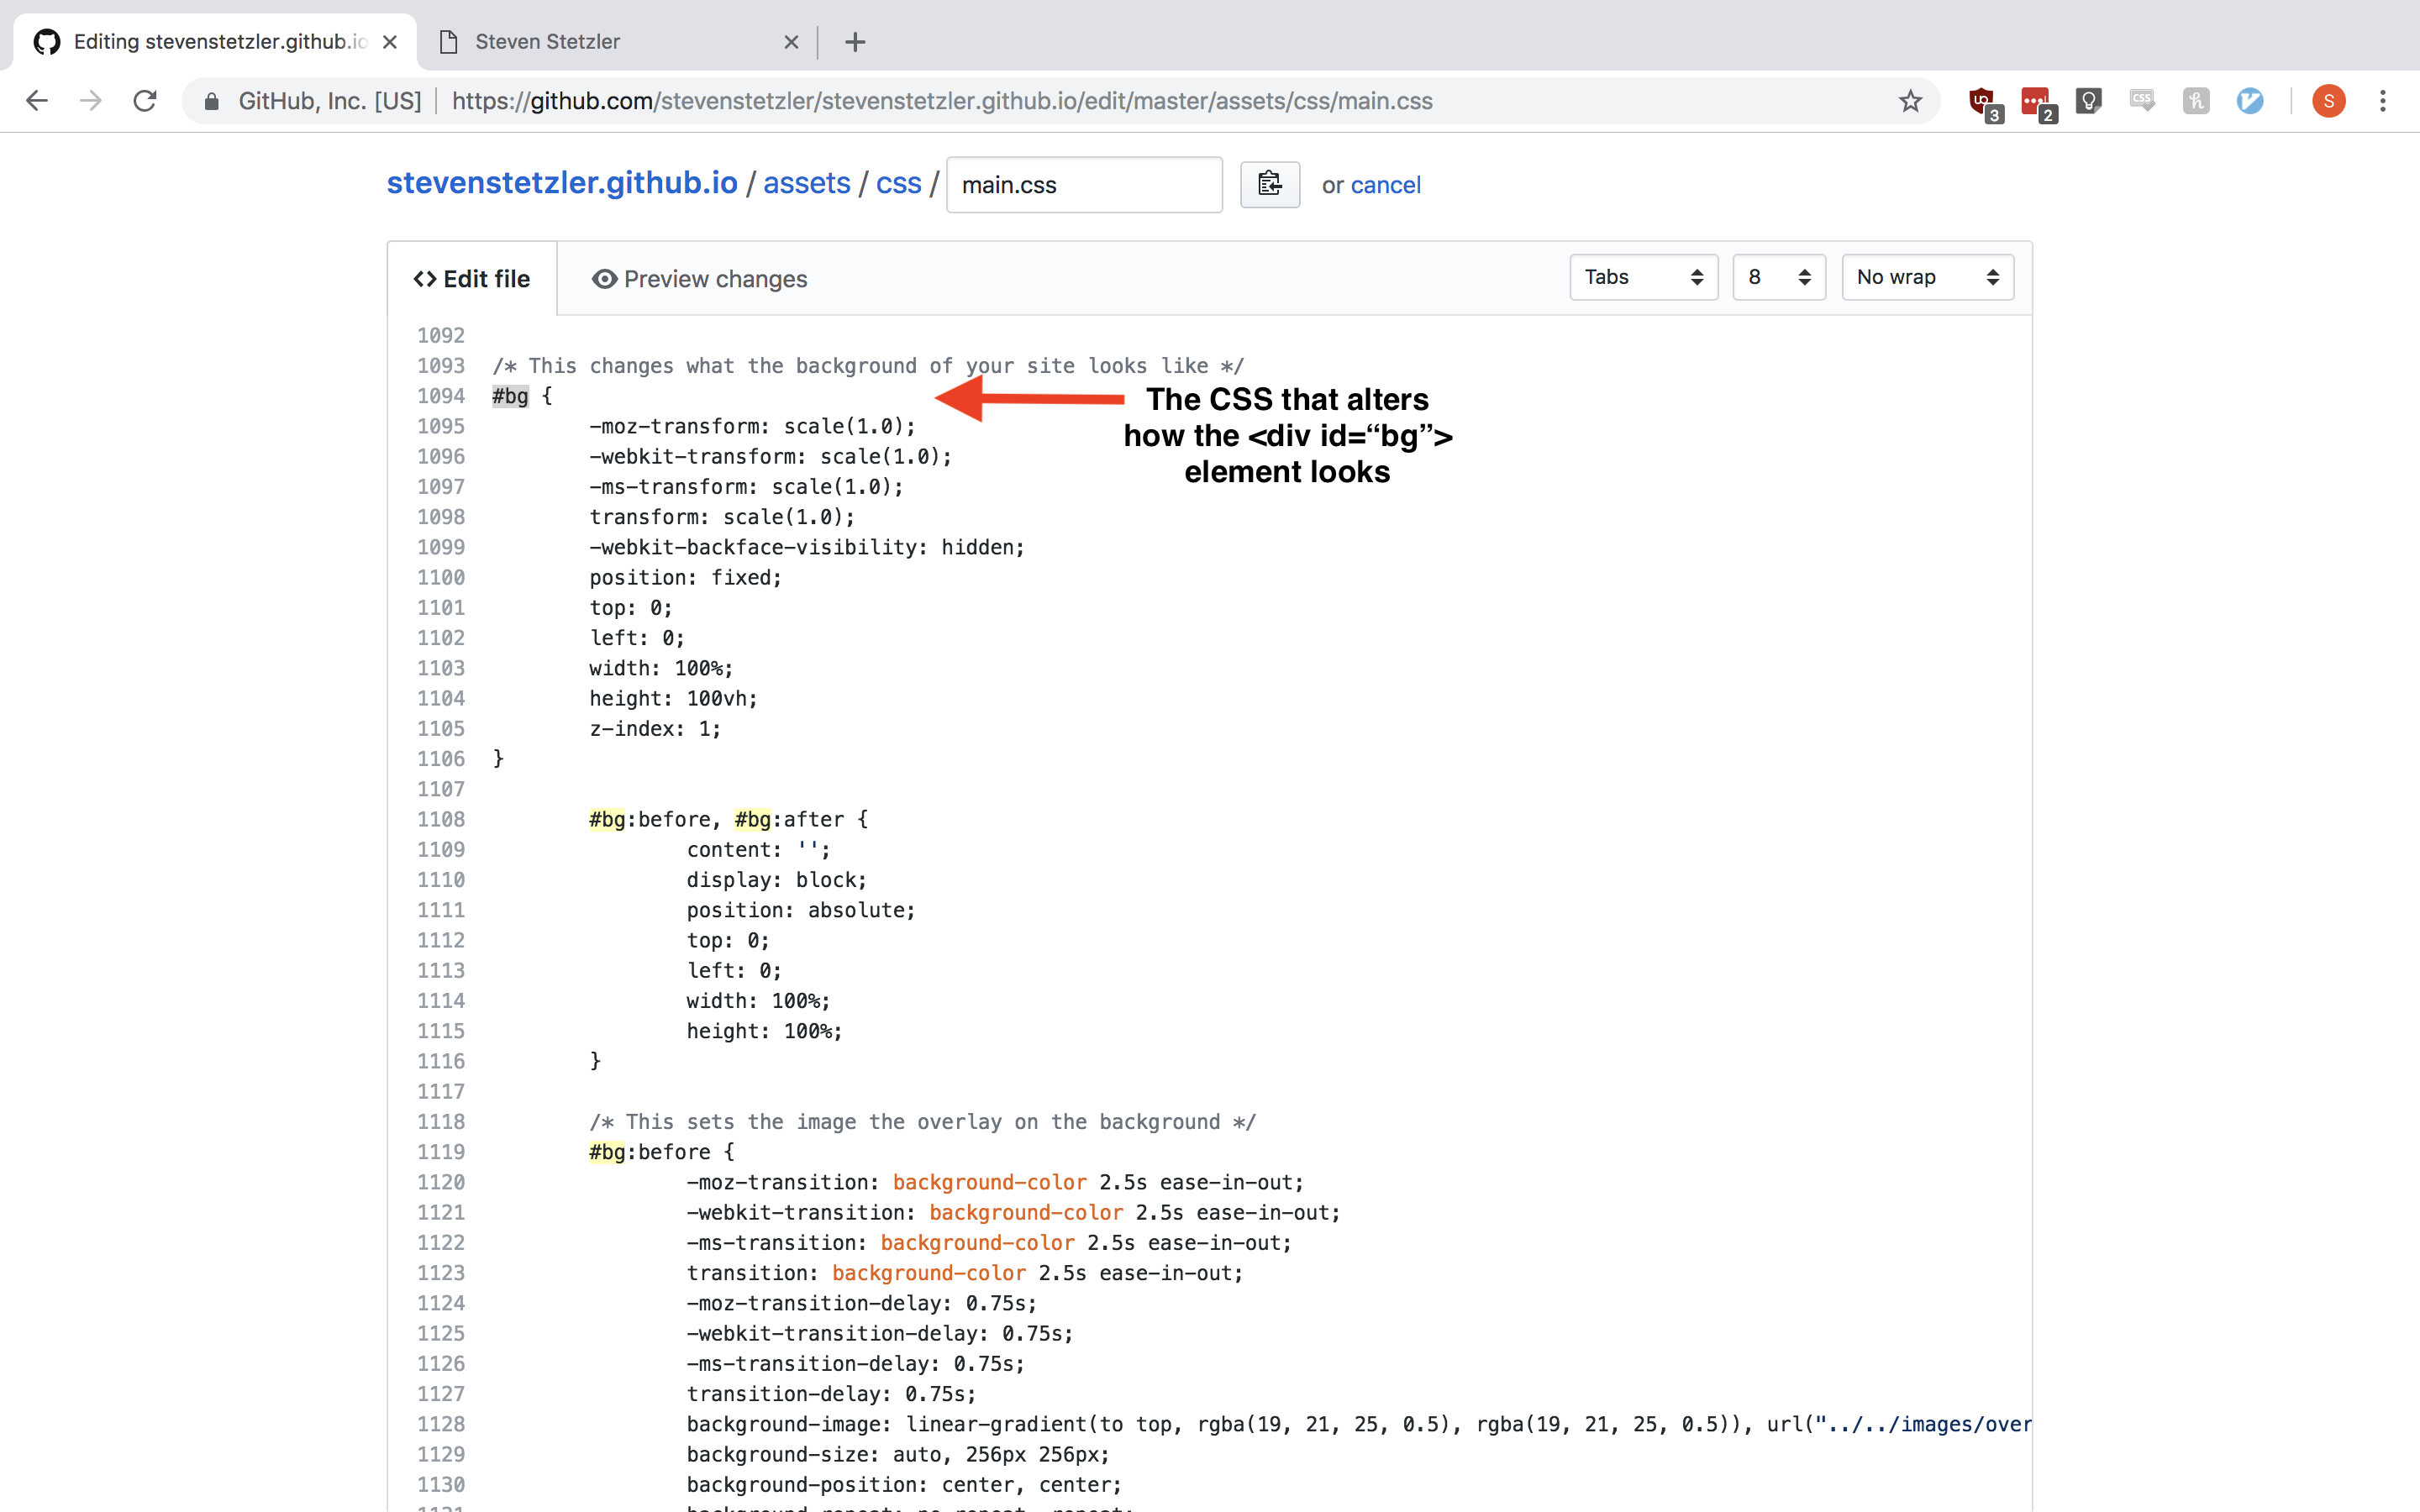 Editing stevenstetzler.github.io
Steven Stetzler
GitHub, Inc. [US] https://github.com/stevenstetzler/stevenstetzler.github.io/edit/master/assets/css/main.css
3
2
CSS
S
stevenstetzler.github.io / assets / css / main.css or cancel
<> Edit file
Preview changes
Tabs
8
No wrap
1092
1093 /* This changes what the background of your site looks like */
1094 #bg {
The CSS that alters
how the <div id=“bg”>
element looks
1095 -moz-transform: scale(1.0);
1096 -webkit-transform: scale(1.0);
1097 -ms-transform: scale(1.0);
1098 transform: scale(1.0);
1099 -webkit-backface-visibility: hidden;
1100 position: fixed;
1101 top: 0;
1102 left: 0;
1103 width: 100%;
1104 height: 100vh;
1105 z-index: 1;
1106 }
1107
1108 #bg:before, #bg:after {
1109 content: '';
1110 display: block;
1111 position: absolute;
1112 top: 0;
1113 left: 0;
1114 width: 100%;
1115 height: 100%;
1116 }
1117
1118 /* This sets the image the overlay on the background */
1119 #bg:before {
1120 -moz-transition: background-color 2.5s ease-in-out;
1121 -webkit-transition: background-color 2.5s ease-in-out;
1122 -ms-transition: background-color 2.5s ease-in-out;
1123 transition: background-color 2.5s ease-in-out;
1124 -moz-transition-delay: 0.75s;
1125 -webkit-transition-delay: 0.75s;
1126 -ms-transition-delay: 0.75s;
1127 transition-delay: 0.75s;
1128 background-image: linear-gradient(to top, rgba(19, 21, 25, 0.5), rgba(19, 21, 25, 0.5)), url("../../images/over
1129 background-size: auto, 256px 256px;
1130 background-position: center, center;